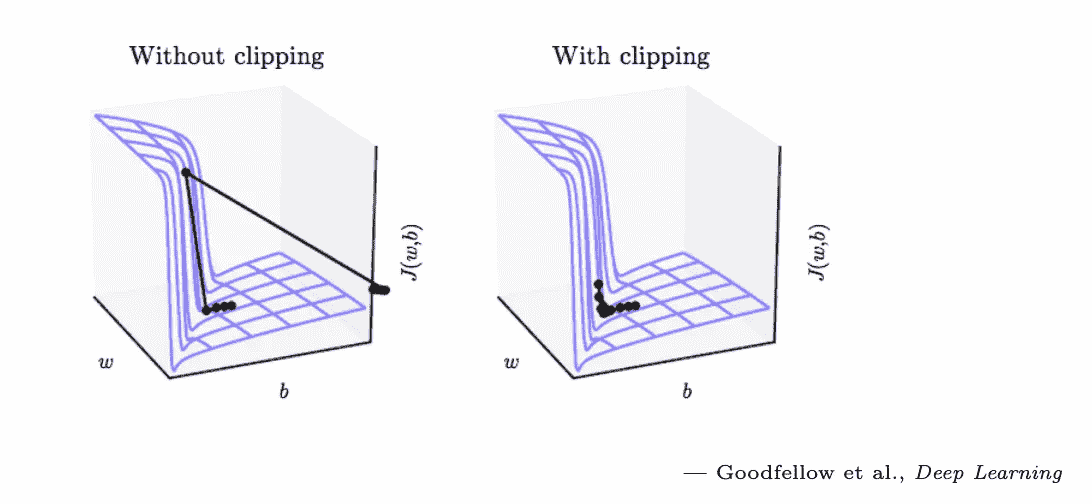 Without clipping
With clipping
J(w,b)
J(w,b)
w
w
b
b
— Goodfellow et al., Deep Learning